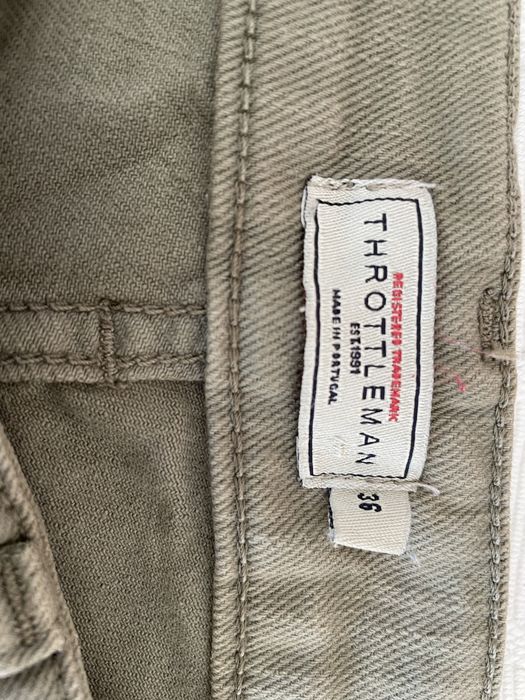 REGISTERED TRADEMARK
THROTTLEMAN
EST.1991
MADE IN PORTUGAL
36